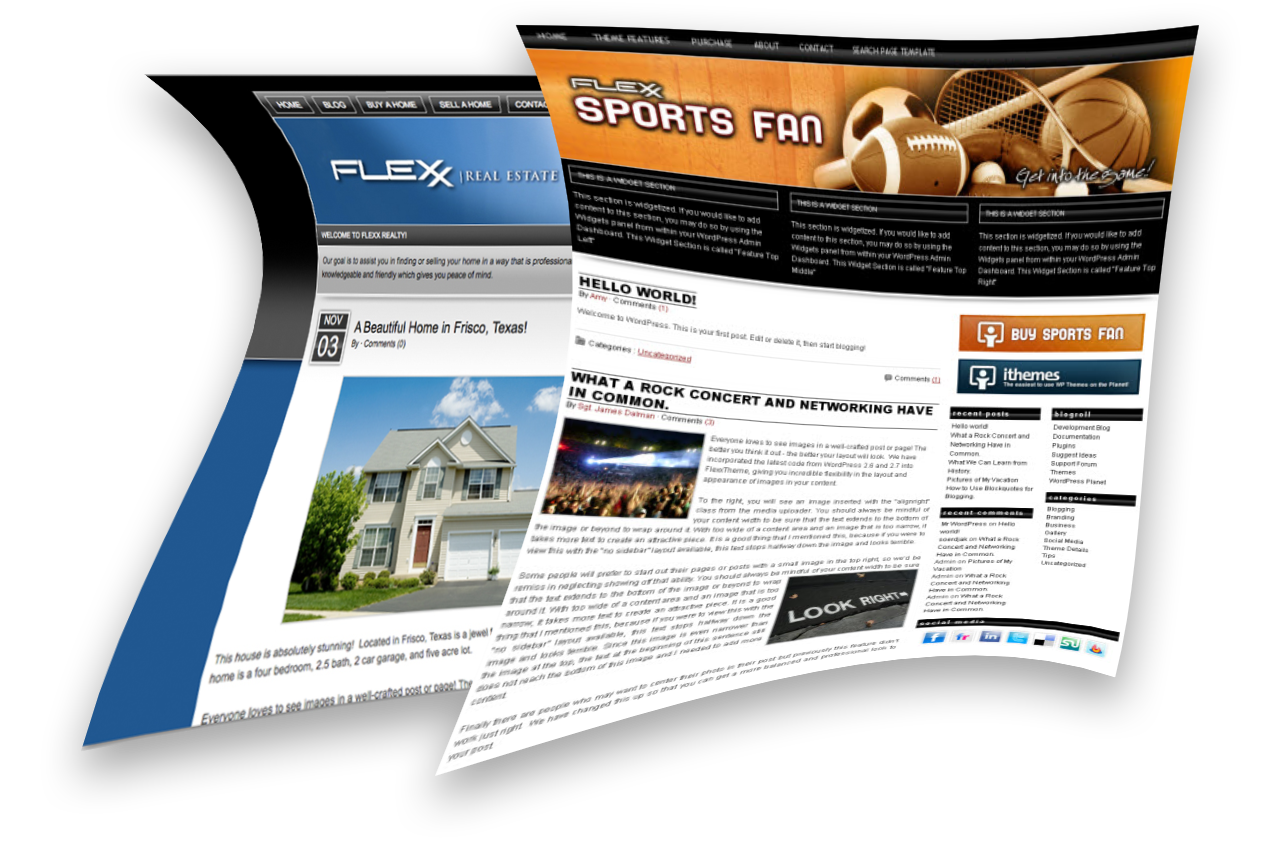 HOME
BLOG
BUY A HOME
SELL A HOME
FLEXX |REAL ESTATE
WELCOME TO FLEXX REALTY!
Our goal is to assist you in finding or selling your home in a way that is
knowledgeable and friendly which gives you peace of mind.
NOV
03
A Beautiful Home in Frisco, Texas!
By · Comments (0)
This house is absolutely stunning! Located in Frisco, Texas is a jewel
home is a four bedroom, 2.5 bath, 2 car garage, and five acre lot.
Everyone loves to see images in a well-crafted post or page! The
HOME
THEME FEATURES
PURCHASE
ABOUT
CONTACT
SEARCH PAGE TEMPLATE
FLEXX
SPORTS FAN
Get into the Game!
THIS IS A WIDGET SECTION
This section is widgetized. If you would like to add
content to this section, you may do so by using the
Widgets panel from within your WordPress Admin
Dashboard. This Widget Section is called "Feature Top
Left"
THIS IS A WIDGET SECTION
This section is widgetized. If you would like to add
content to this section, you may do so by using the
Widgets panel from within your WordPress Admin
Dashboard. This Widget Section is called "Feature Top
Middle"
THIS IS A WIDGET SECTION
This section is widgetized. If you would like to add
content to this section, you may do so by using the
Widgets panel from within your WordPress Admin
Dashboard. This Widget Section is called "Feature Top
Right"
HELLO WORLD!
By Amy · Comments (1)
Welcome to WordPress. This is your first post. Edit or delete it, then start blogging!
Categories : Uncategorized
Comments (1)
WHAT A ROCK CONCERT AND NETWORKING HAVE
IN COMMON.
By Sgt. James Dalman · Comments (3)
Everyone loves to see images in a well-crafted post or page! The
better you think it out - the better your layout will look. We have
incorporated the latest code from WordPress 2.6 and 2.7 into
FlexxTheme, giving you incredible flexibility in the layout and
appearance of images in your content.
To the right, you will see an image inserted with the "alignright"
class from the media uploader. You should always be mindful of
your content width to be sure that the text extends to the bottom of
the image or beyond to wrap around it. With too wide of a content area and an image that is too narrow, it
takes more text to create an attractive piece. It is a good thing that I mentioned this, because if you were to
view this with the "no sidebar" layout available, this text stops halfway down the image and looks terrible.
Some people will prefer to start out their pages or posts with a small image in the top right, so we'd be
remiss in neglecting showing off that ability. You should always be mindful of your content width to be sure
that the text extends to the bottom of the image or beyond to wrap
around it. With too wide of a content area and an image that is too
narrow, it takes more text to create an attractive piece. It is a good
thing that I mentioned this, because if you were to view this with the
"no sidebar" layout available, this text stops halfway down the
image and looks terrible. Since this image is even narrower than
the image at the top, the text at the beginning of this sentence still
does not reach the bottom of this image and I needed to add more
content.
LOOK RIGHT
Finally there are people who may want to center their photo in their post but previously this feature didn't
work just right. We have changed this up so that you can get a more balanced and professional look to
your post.
BUY SPORTS FAN
ithemes
The easiest to use WP Themes on the Planet!
recent posts
Hello world!
What a Rock Concert and
Networking Have In
Common.
What We Can Learn from
History
Pictures of My Vacation
How to Use Blockquotes for
Blogging.
recent comments
Mr WordPress on Hello
world!
soerdjak on What a Rock
Concert and Networking
Have in Common.
Admin on Pictures of My
Vacation
Admin on What a Rock
Concert and Networking
Have in Common.
Admin on What a Rock
Concert and Networking
Have in Common.
blogroll
Development Blog
Documentation
Plugins
Suggest Ideas
Support Forum
Themes
WordPress Planet
categories
Blogging
Branding
Business
Gallery
Social Media
Theme Details
Tips
Uncategorized
social media